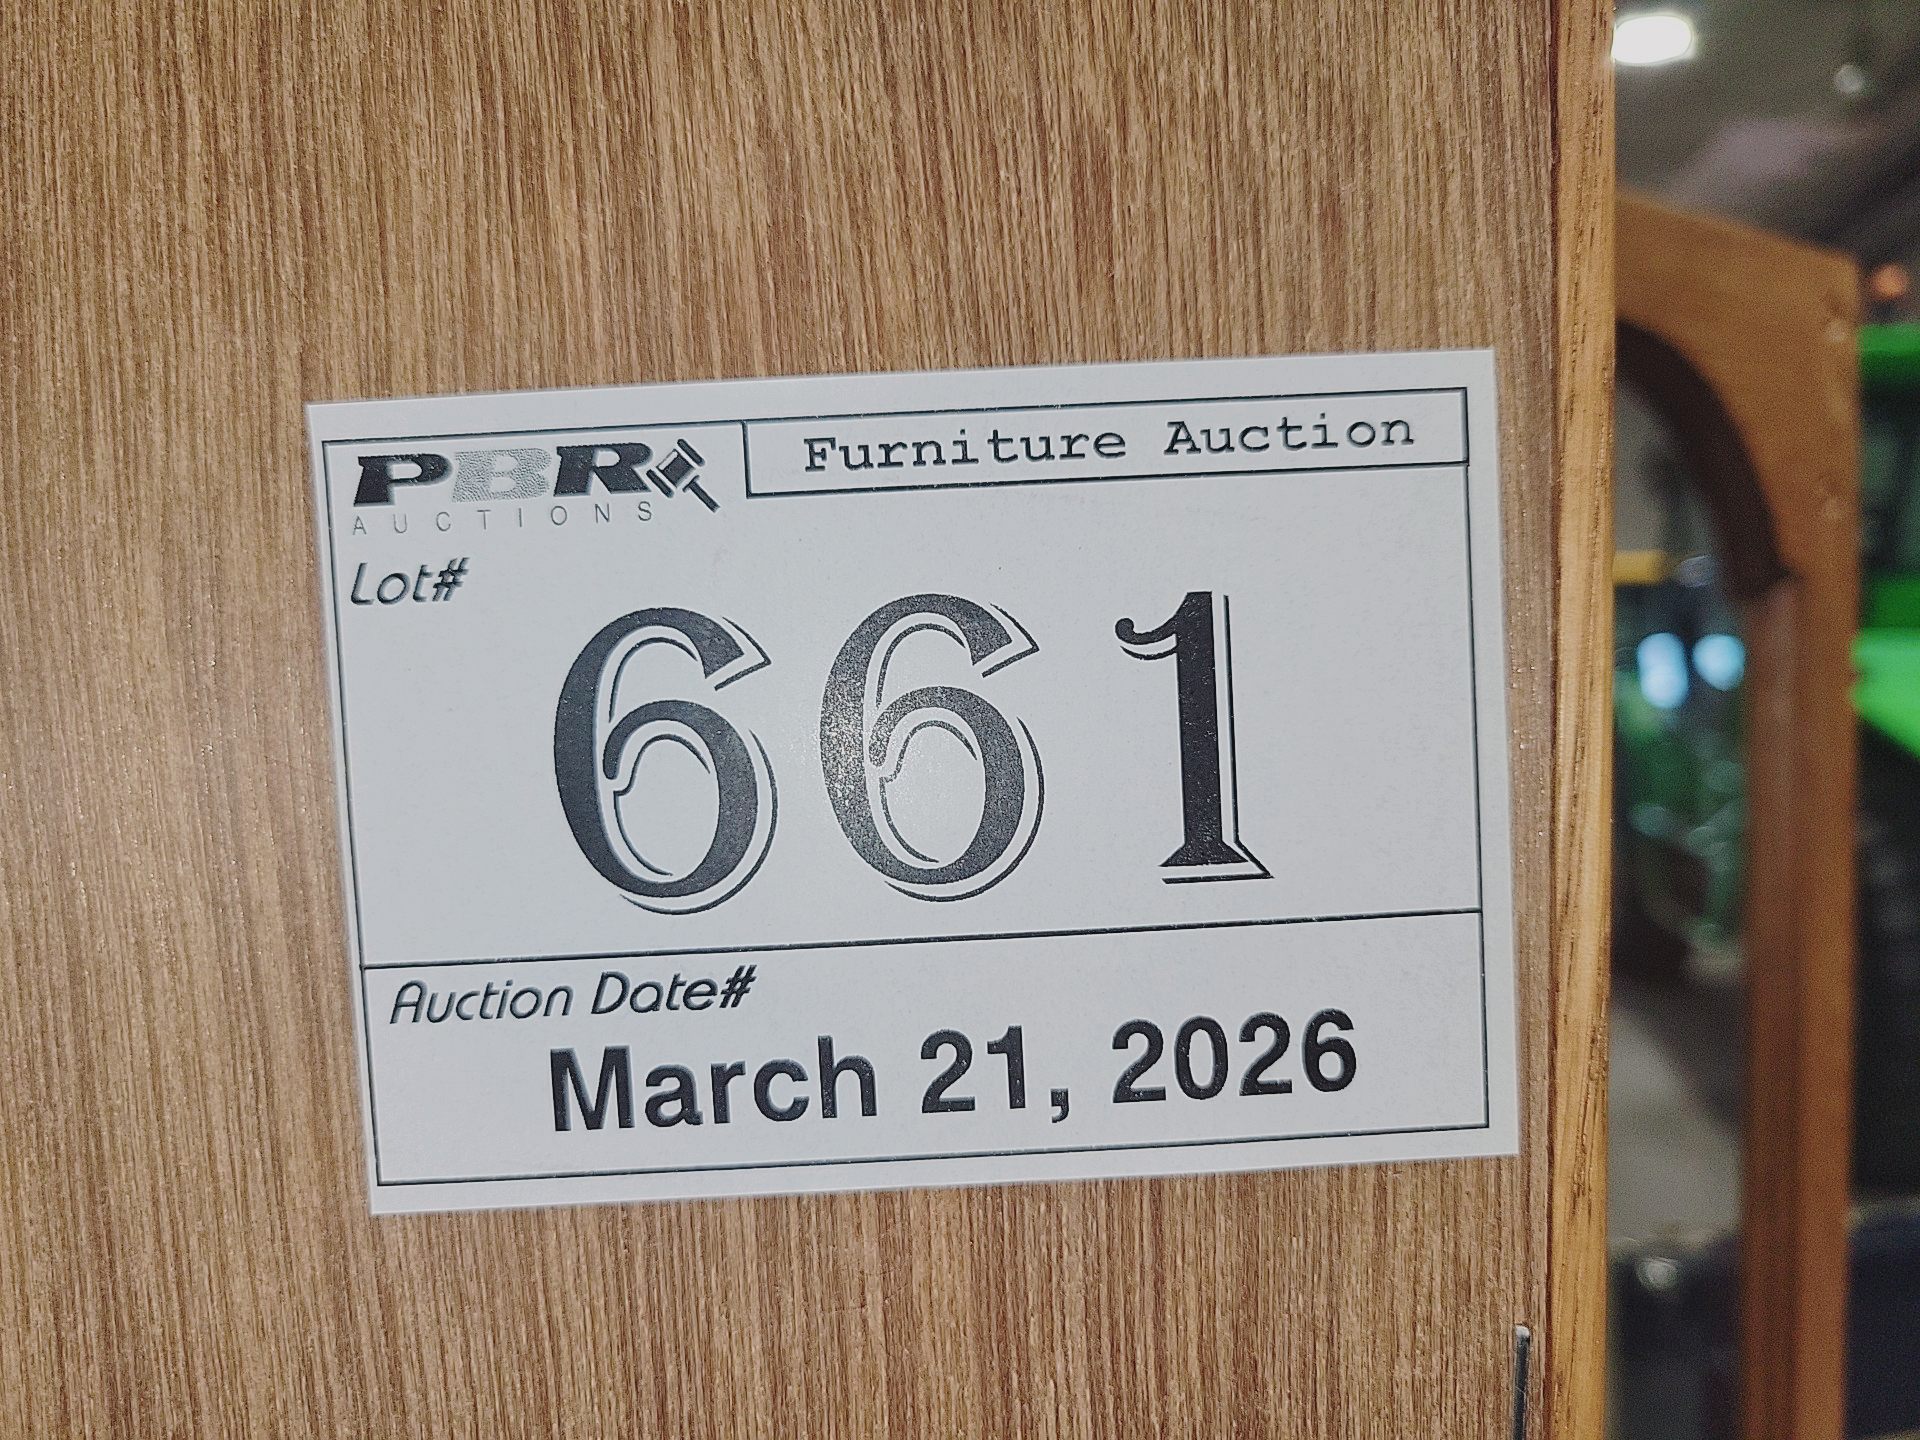 PBR
AUCTIONS
Furniture Auction
Lot#
661
Auction Date#
March 21, 2026